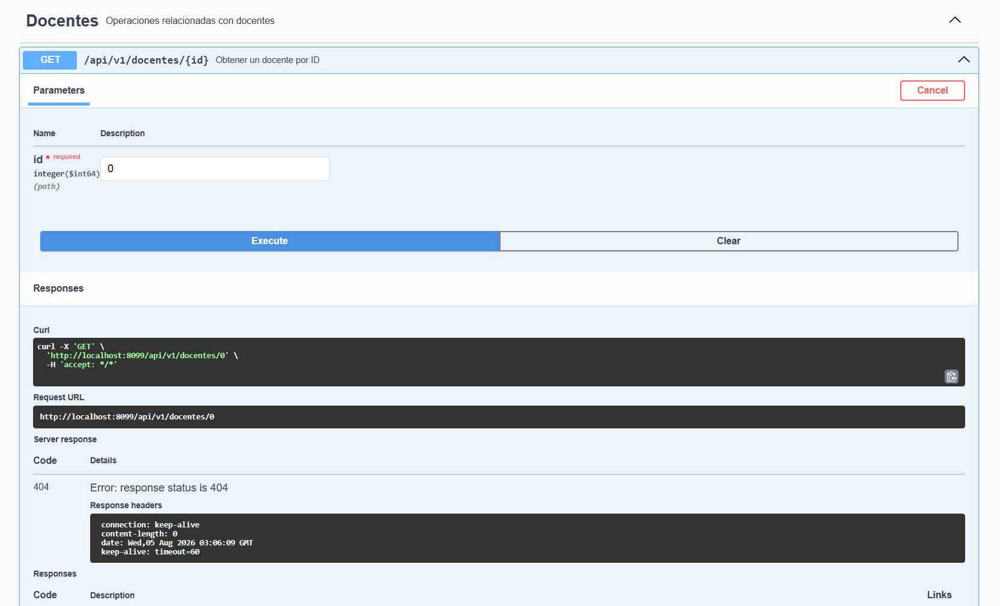 Docentes Operaciones relacionadas con docentes
GET /api/v1/docentes/{id} Obtener un docente por ID
Parameters Cancel
Name Description
id * required
integer($int64)
(path)
0
Execute Clear
Responses
Curl
curl -X 'GET' \
'http://localhost:8099/api/v1/docentes/0' \
-H 'accept: */*'
Request URL
http://localhost:8099/api/v1/docentes/0
Server response
Code Details
404 Error: response status is 404
Response headers
connection: keep-alive
content-length: 0
date: Wed,05 Aug 2026 03:06:09 GMT
keep-alive: timeout=60
Responses
Code Description Links